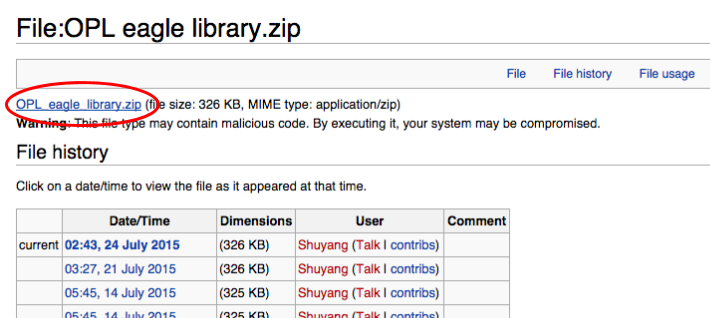 File:OPL eagle library.zip
File File history File usage
OPL_eagle_library.zip (file size: 326 KB, MIME type: application/zip)
Warning: This file type may contain malicious code. By executing it, your system may be compromised.
File history
Click on a date/time to view the file as it appeared at that time.
Date/Time Dimensions User Comment
current 02:43, 24 July 2015 (326 KB) Shuyang (Talk | contribs)
03:27, 21 July 2015 (326 KB) Shuyang (Talk | contribs)
05:45, 14 July 2015 (325 KB) Shuyang (Talk | contribs)
05:45, 14 July 2015 (325 KB) Shuyang (Talk | contribs)